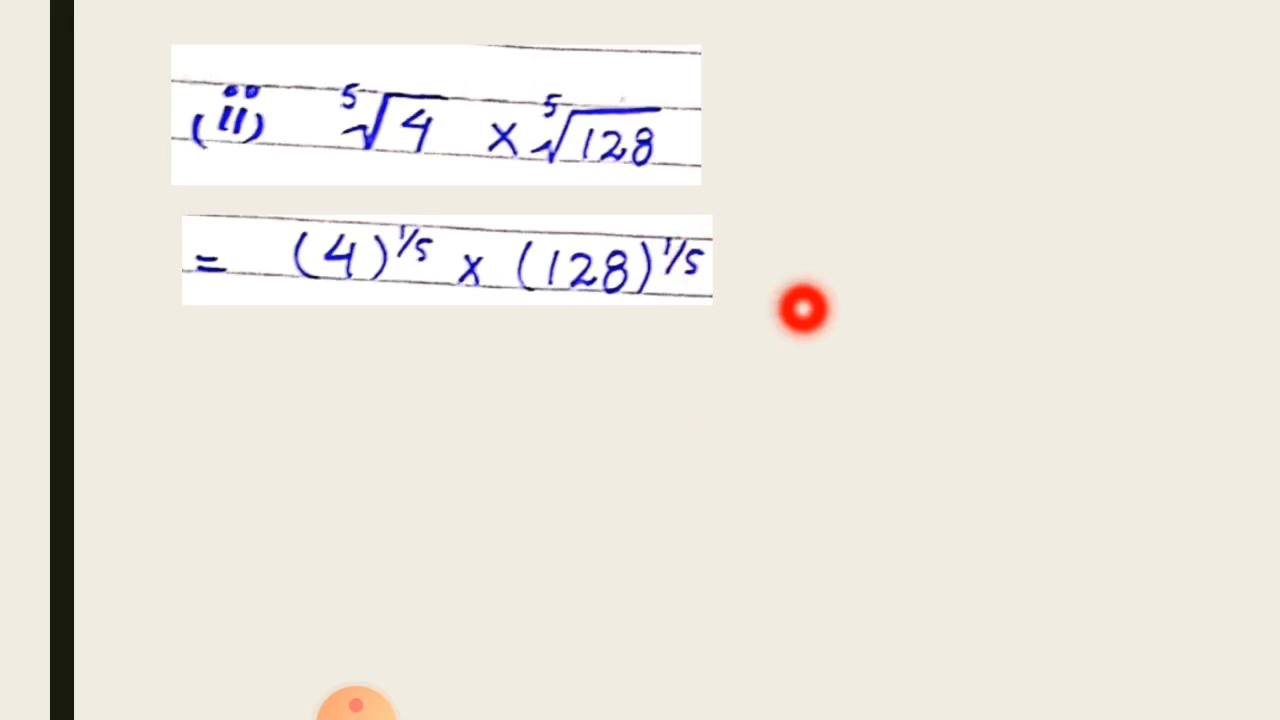 (ii) ⁵√4 × ⁵√128
= (4)^1/5 × (128)^1/5